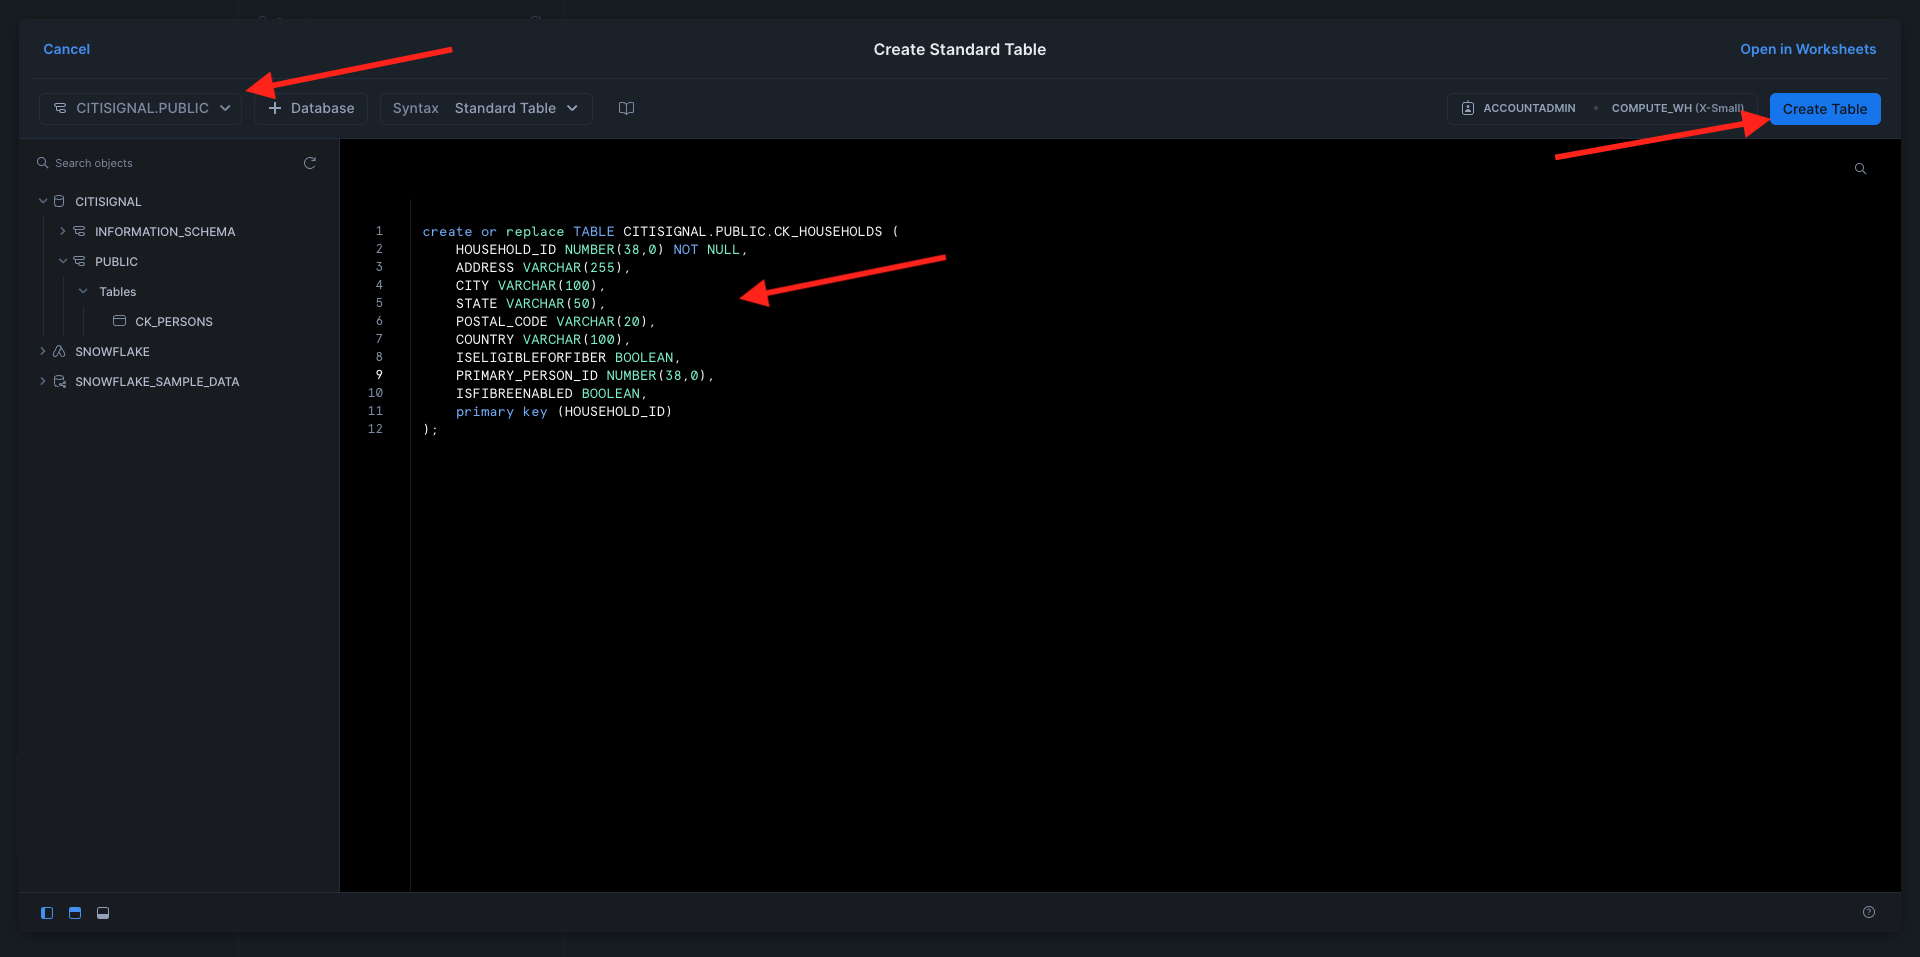 Cancel
Create Standard Table
Open in Worksheets
CITISIGNAL.PUBLIC
+ Database
Syntax Standard Table
ACCOUNTADMIN • COMPUTE_WH (X-Small)
Create Table
Search objects
CITISIGNAL
INFORMATION_SCHEMA
PUBLIC
Tables
CK_PERSONS
SNOWFLAKE
SNOWFLAKE_SAMPLE_DATA
1 create or replace TABLE CITISIGNAL.PUBLIC.CK_HOUSEHOLDS (
2 HOUSEHOLD_ID NUMBER(38,0) NOT NULL,
3 ADDRESS VARCHAR(255),
4 CITY VARCHAR(100),
5 STATE VARCHAR(50),
6 POSTAL_CODE VARCHAR(20),
7 COUNTRY VARCHAR(100),
8 ISELIGIBLEFORFIBER BOOLEAN,
9 PRIMARY_PERSON_ID NUMBER(38,0),
10 ISFIBREENABLED BOOLEAN,
11 primary key (HOUSEHOLD_ID)
12 );